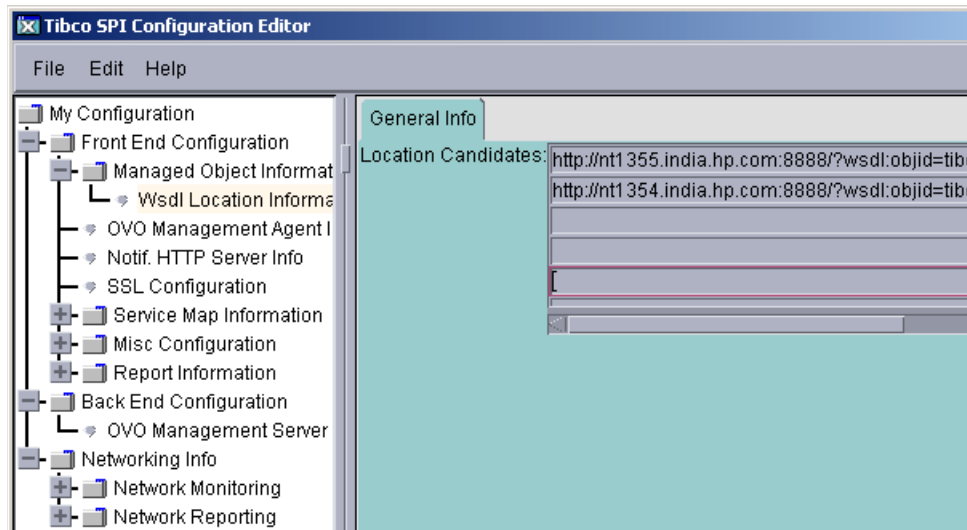 Tibco SPI Configuration Editor
File Edit Help
My Configuration
Front End Configuration
Managed Object Informat
Wsdl Location Informa
OVO Management Agent I
Notif. HTTP Server Info
SSL Configuration
Service Map Information
Misc Configuration
Report Information
Back End Configuration
OVO Management Server
Networking Info
Network Monitoring
Network Reporting
General Info
Location Candidates:
http://nt1355.india.hp.com:8888/?wsdl:objid=tib
http://nt1354.india.hp.com:8888/?wsdl:objid=tib